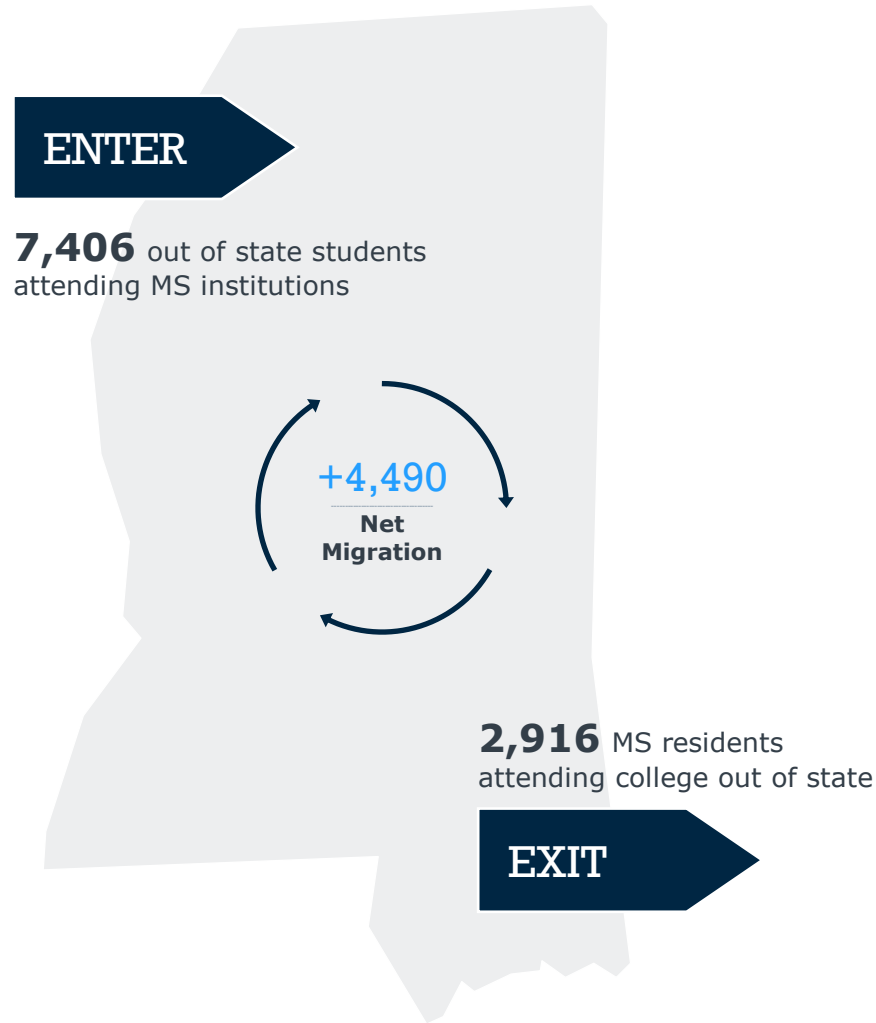 ENTER
7,406 out of state students
attending MS institutions
+4,490
Net
Migration
2,916 MS residents
attending college out of state
EXIT